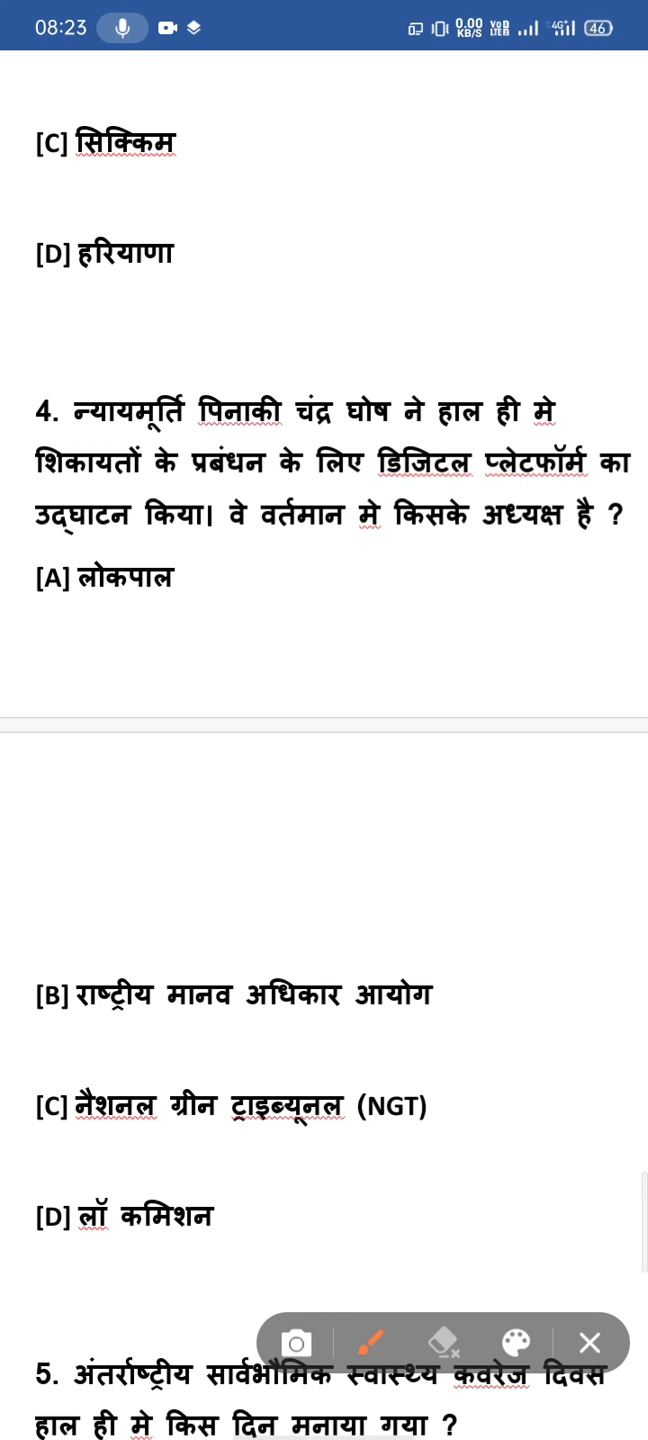 08:23
0.00 KB/S
4G+
46
[C] सिक्किम
[D] हरियाणा
4. न्यायमूर्ति पिनाकी चंद्र घोष ने हाल ही मे
शिकायतों के प्रबंधन के लिए डिजिटल प्लेटफॉर्म का
उद्घाटन किया। वे वर्तमान मे किसके अध्यक्ष है ?
[A] लोकपाल
[B] राष्ट्रीय मानव अधिकार आयोग
[C] नैशनल ग्रीन ट्राइब्यूनल (NGT)
[D] लॉ कमिशन
5. अंतर्राष्ट्रीय सार्वभौमिक स्वास्थ्य कवरेज दिवस
हाल ही मे किस दिन मनाया गया ?